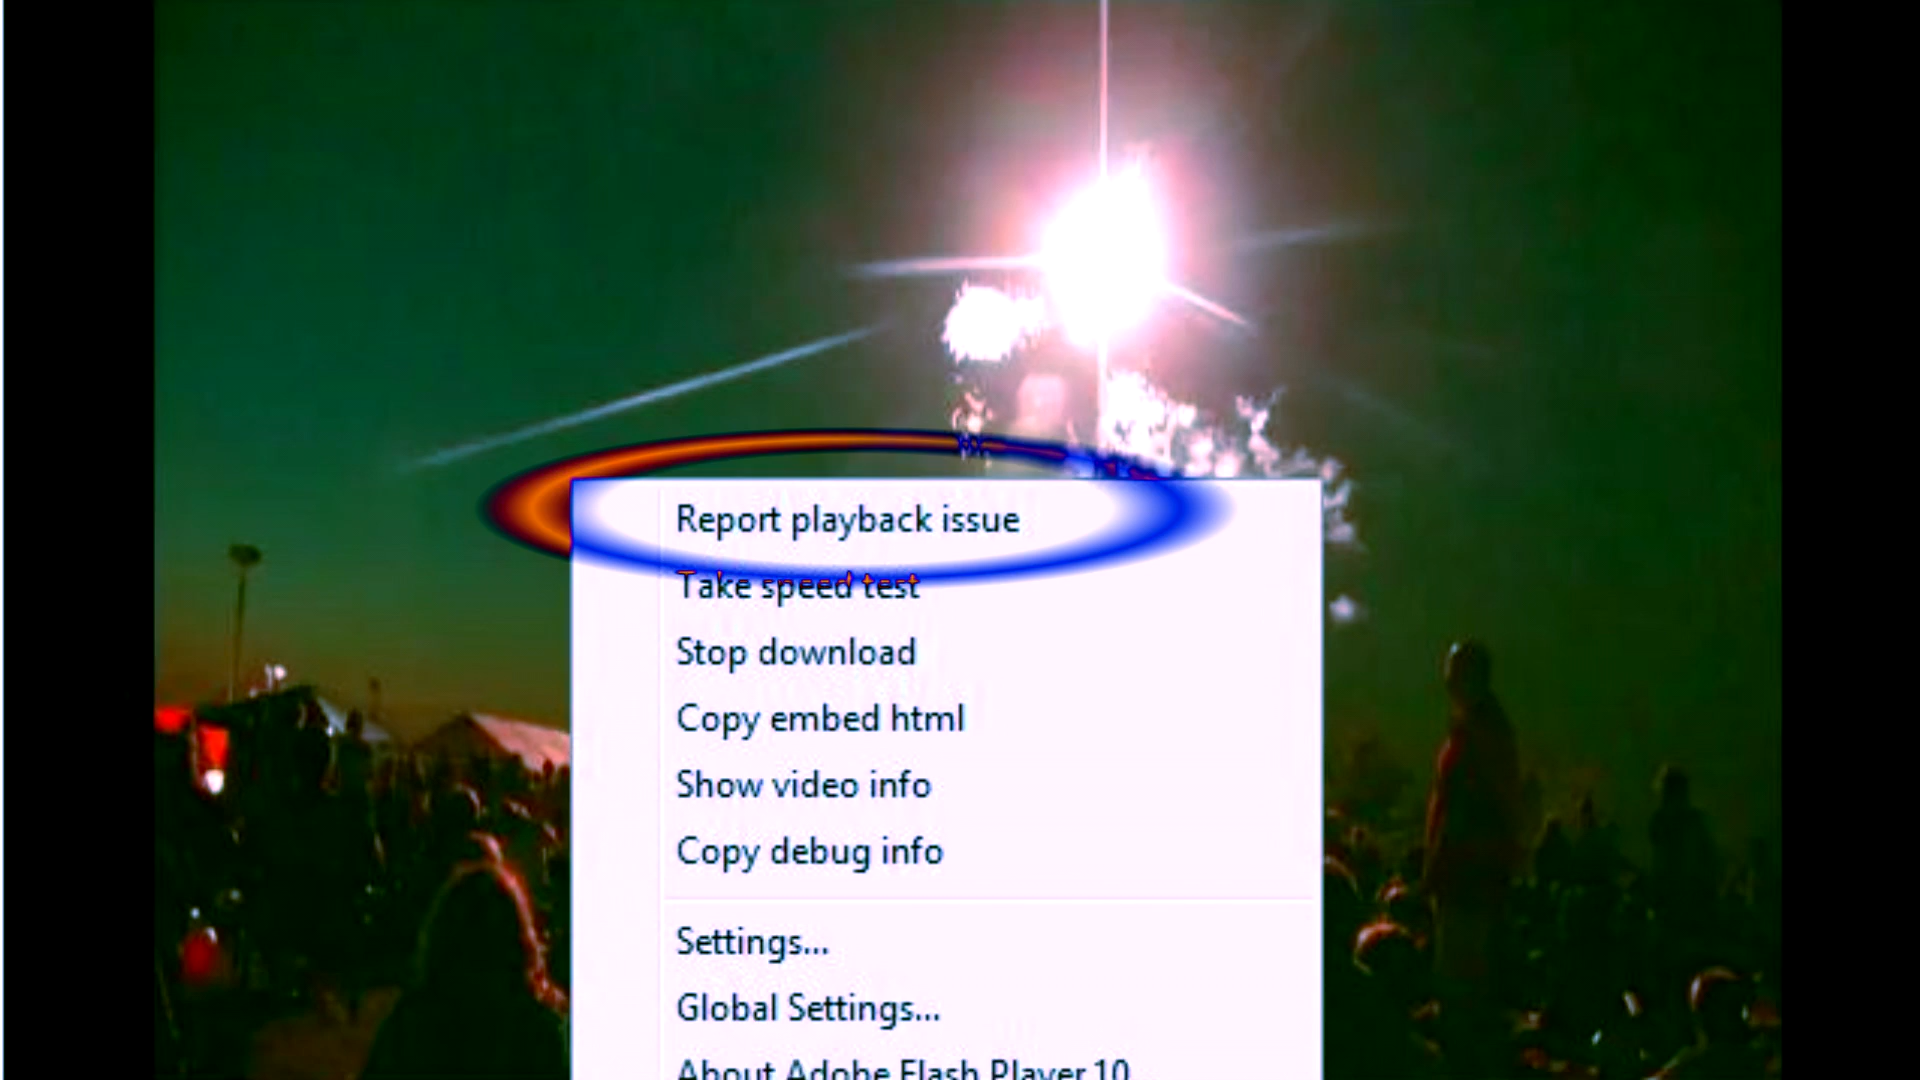 Report playback issue
Take speed test
Stop download
Copy embed html
Show video info
Copy debug info
Settings...
Global Settings...
About Adobe Flash Player 10...